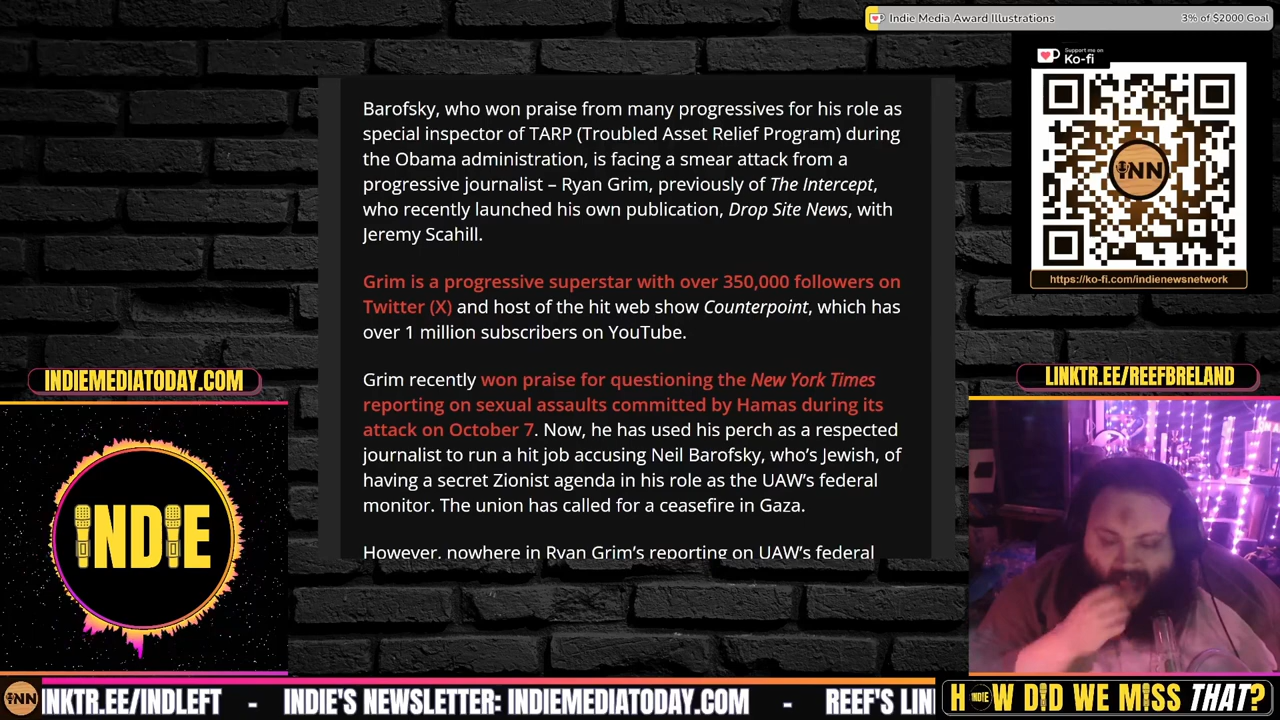 Indie Media Award Illustrations 3% of $2000 Goal
Support me on
Ko-fi
iNN
https://ko-fi.com/indienewsnetwork
Barofsky, who won praise from many progressives for his role as
special inspector of TARP (Troubled Asset Relief Program) during
the Obama administration, is facing a smear attack from a
progressive journalist – Ryan Grim, previously of The Intercept,
who recently launched his own publication, Drop Site News, with
Jeremy Scahill.
Grim is a progressive superstar with over 350,000 followers on
Twitter (X) and host of the hit web show Counterpoint, which has
over 1 million subscribers on YouTube.
Grim recently won praise for questioning the New York Times
reporting on sexual assaults committed by Hamas during its
attack on October 7. Now, he has used his perch as a respected
journalist to run a hit job accusing Neil Barofsky, who’s Jewish, of
having a secret Zionist agenda in his role as the UAW’s federal
monitor. The union has called for a ceasefire in Gaza.
However, nowhere in Ryan Grim’s reporting on UAW’s federal
INDIEMEDIATODAY.COM
INDIE
LINKTR.EE/REEFBRELAND
iNN
INKTR.EE/INDLEFT - INDIE'S NEWSLETTER: INDIEMEDIATODAY.COM - REEF'S LIN
HOW DID WE MISS THAT?
INDIE